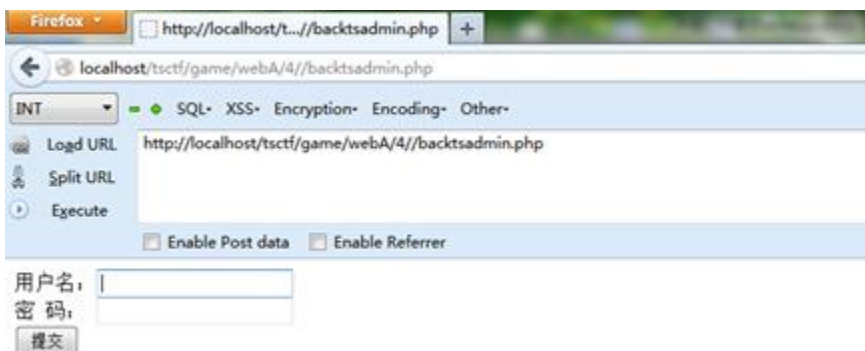 Firefox
http://localhost/t...//backtsadmin.php
+
localhost/tsctf/game/webA/4//backtsadmin.php
INT
SQL- XSS- Encryption- Encoding- Other-
Load URL
http://localhost/tsctf/game/webA/4//backtsadmin.php
Split URL
Execute
Enable Post data Enable Referrer
用户名：
密 码：
提交